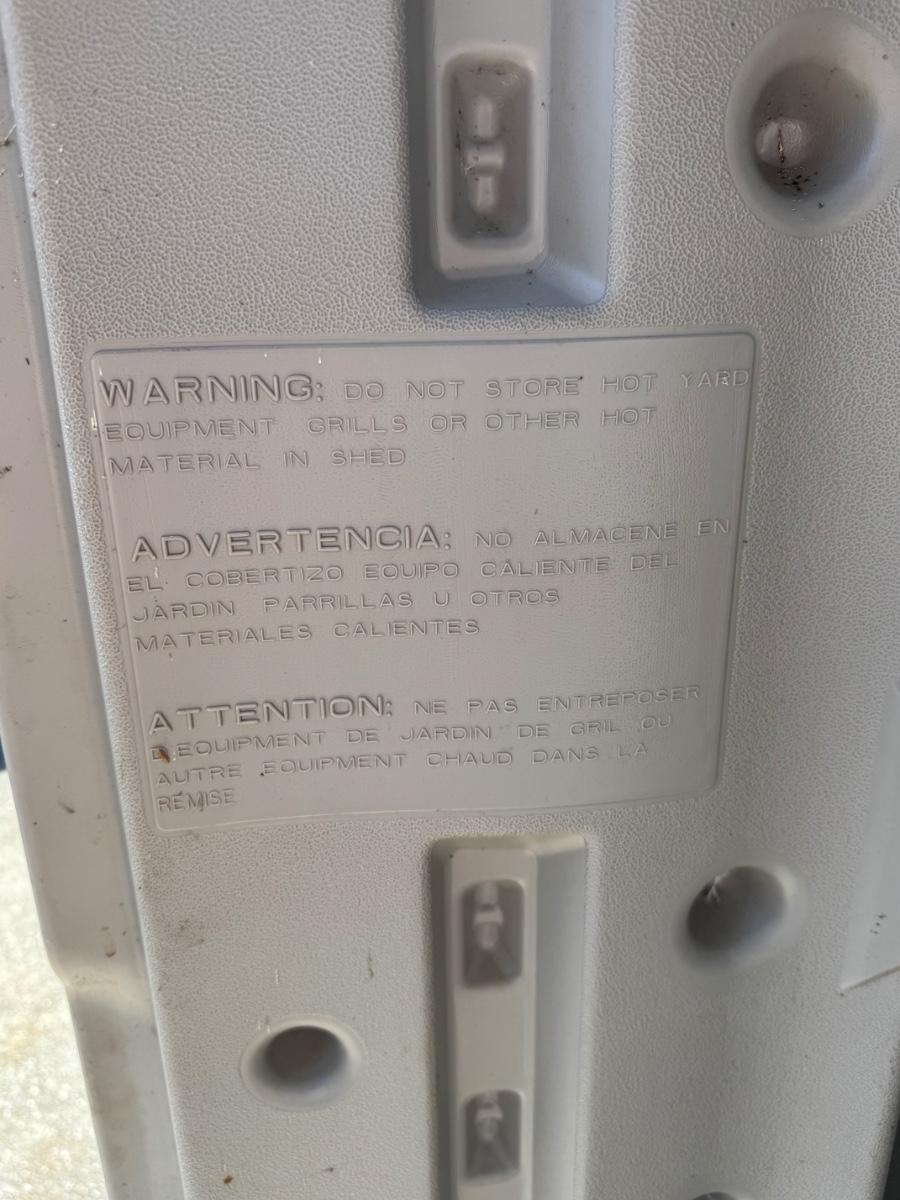 WARNING: DO NOT STORE HOT YARD
EQUIPMENT GRILLS OR OTHER HOT
MATERIAL IN SHED
ADVERTENCIA: NO ALMACENE EN
EL COBERTIZO EQUIPO CALIENTE DEL
JARDIN PARRILLAS U OTROS
MATERIALES CALIENTES
ATTENTION: NE PAS ENTREPOSER
D'EQUIPMENT DE JARDIN DE GRIL OU
AUTRE EQUIPMENT CHAUD DANS LA
REMISE